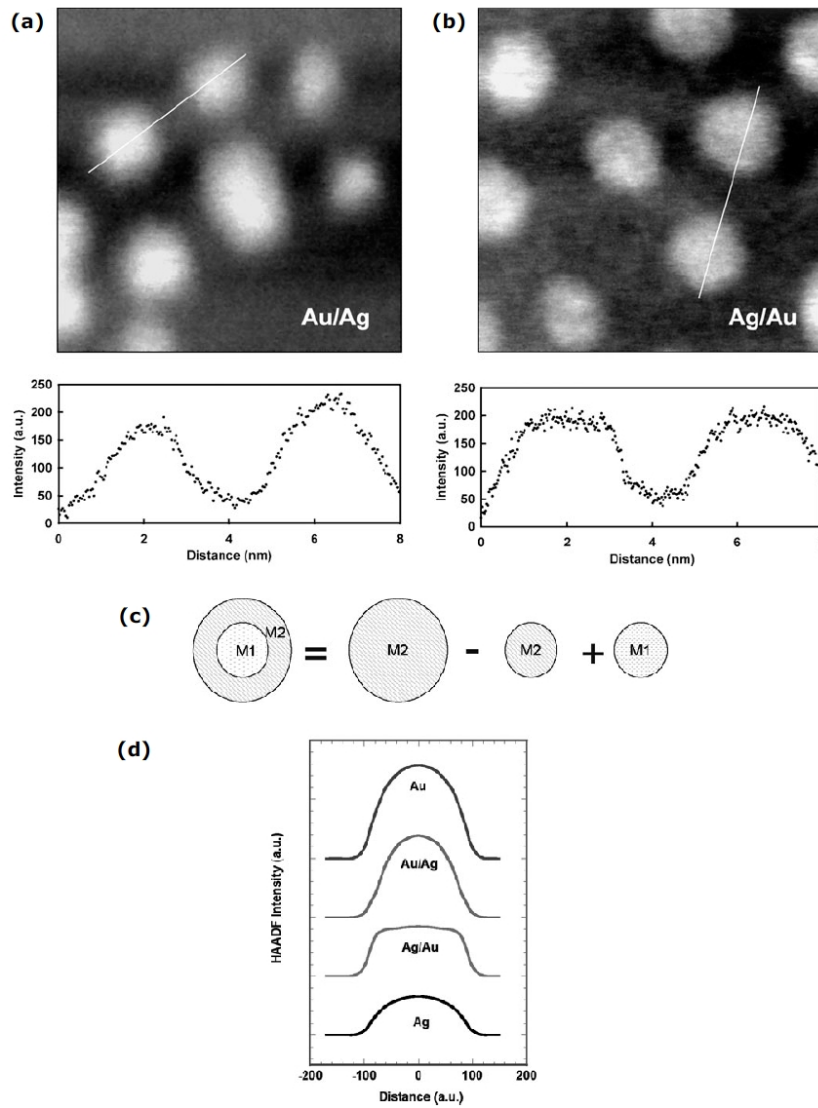 (a)
Au/Ag
(b)
Ag/Au
250
200
150
100
50
0
Intensity (a.u.)
0 2 4 6 8
Distance (nm)
250
200
150
100
50
0
Intensity (a.u.)
0 2 4 6 8
Distance (nm)
(c)
M1 M2 = M2 - M2 + M1
(d)
HAADF Intensity (a.u.)
Au
Au/Ag
Ag/Au
Ag
-200 -100 0 100 200
Distance (a.u.)